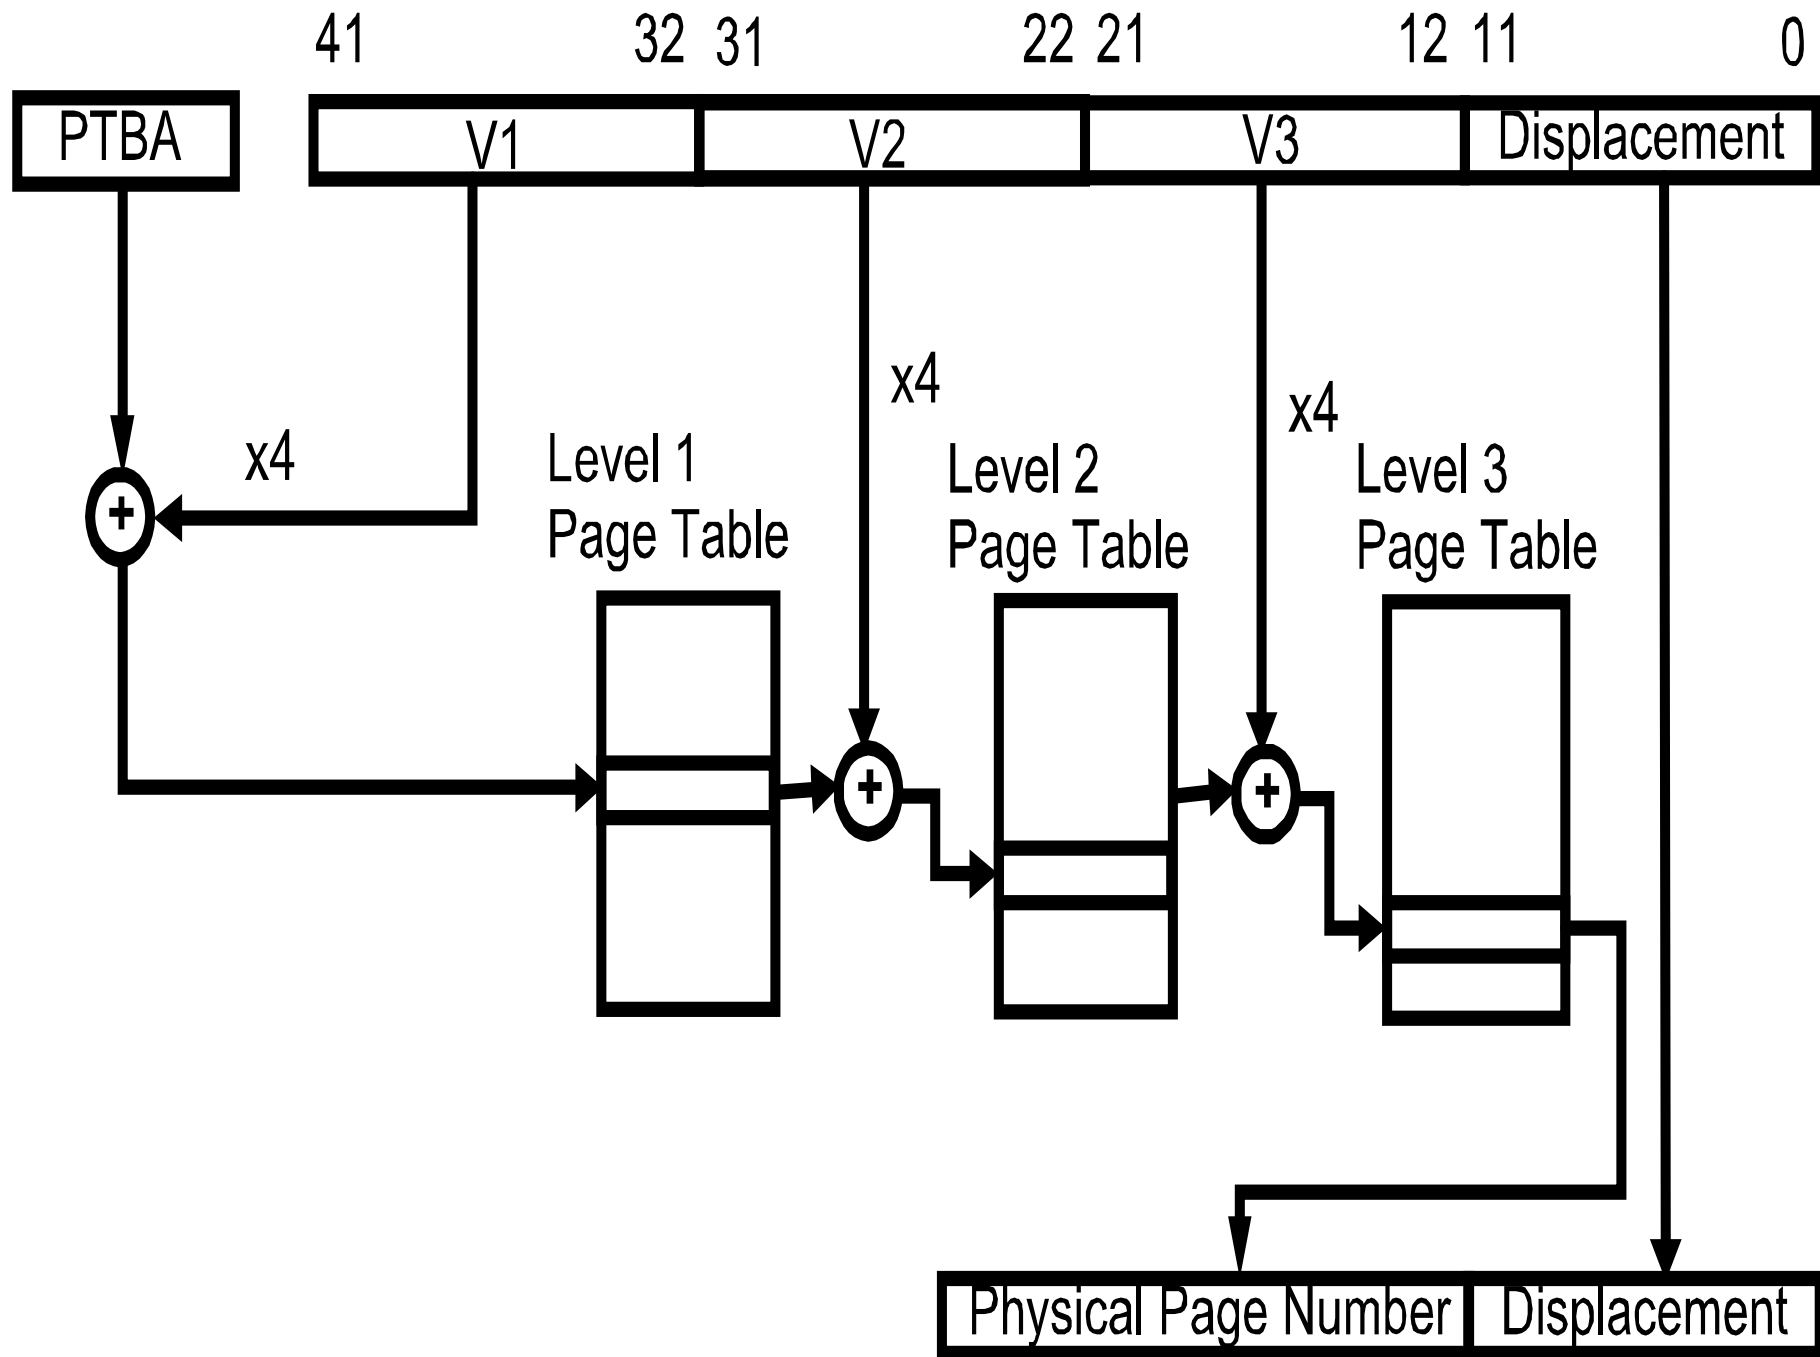 41 32 31 22 21 12 11 0
PTBA V1 V2 V3 Displacement
x4
x4
x4
Level 1
Page Table
Level 2
Page Table
Level 3
Page Table
+
+
+
Physical Page Number Displacement